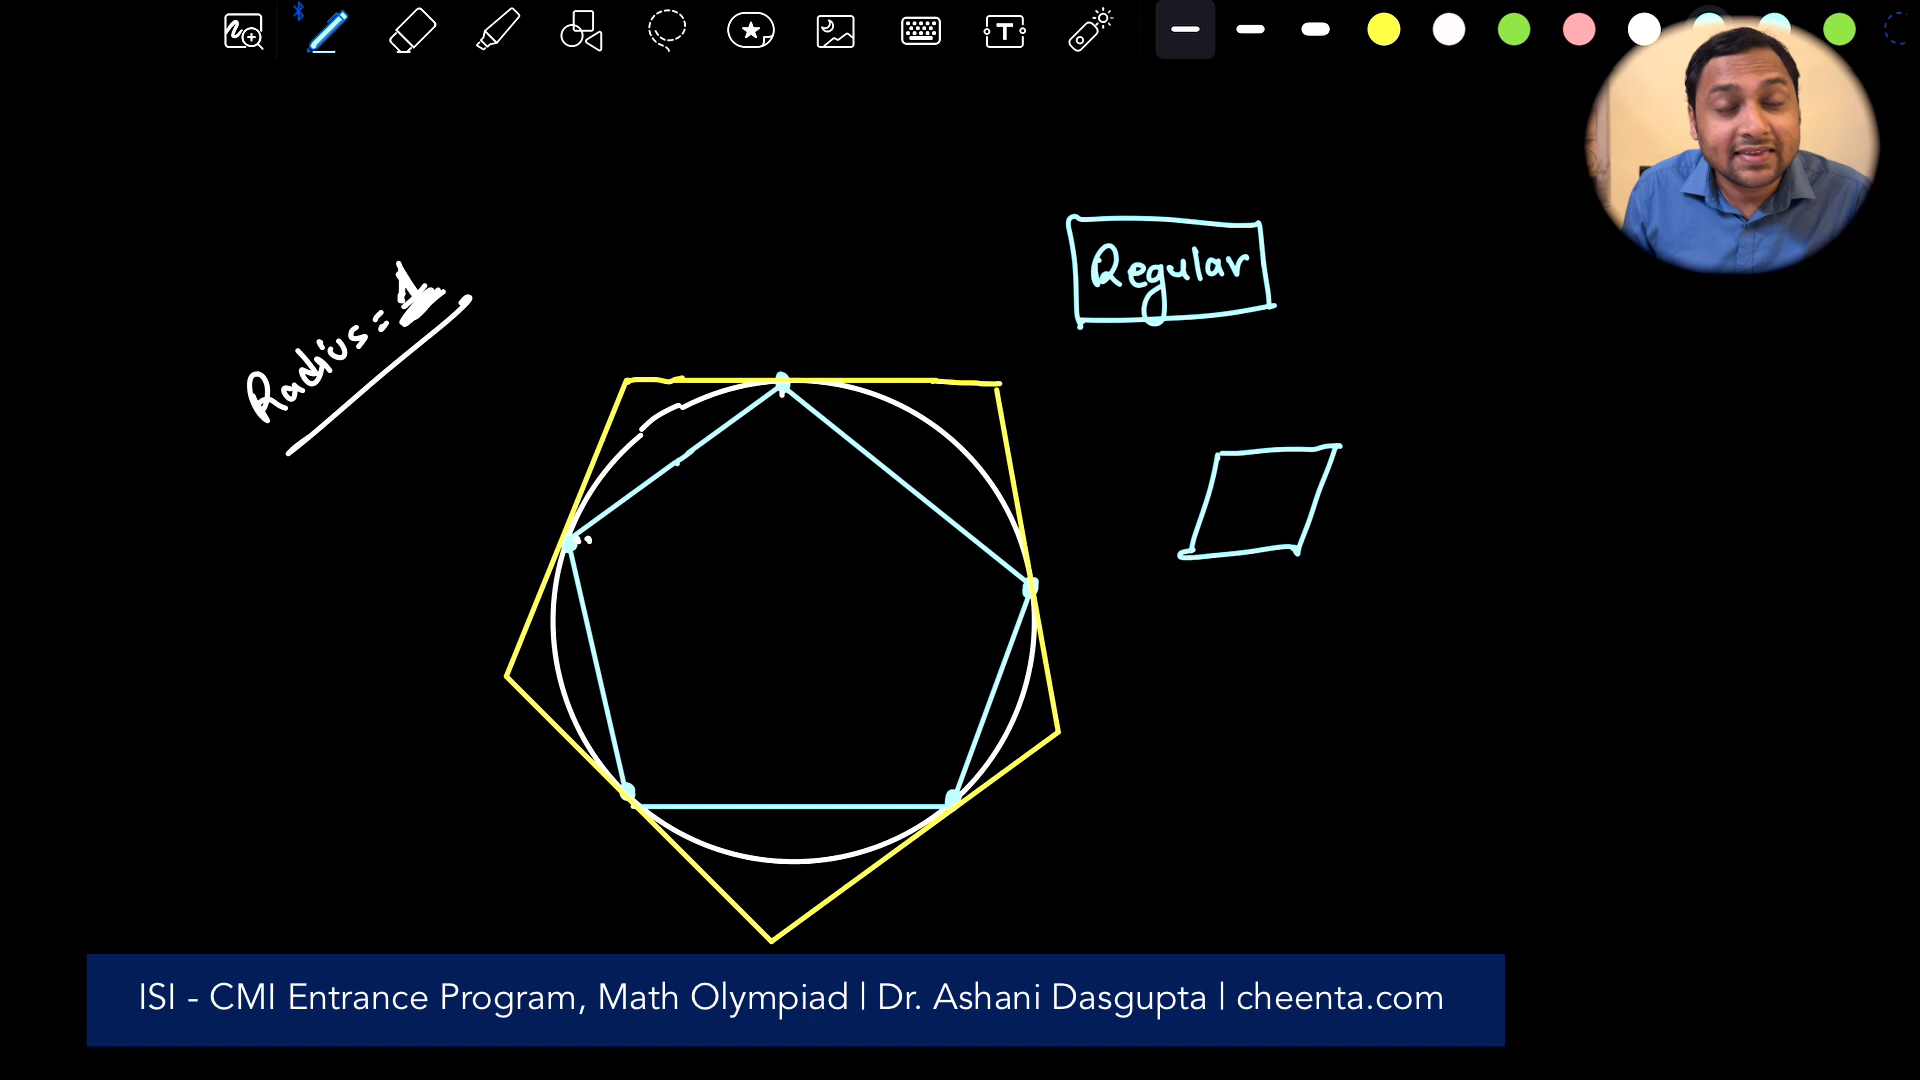 T
Regular
Radius = 1
ISI - CMI Entrance Program, Math Olympiad | Dr. Ashani Dasgupta | cheenta.com